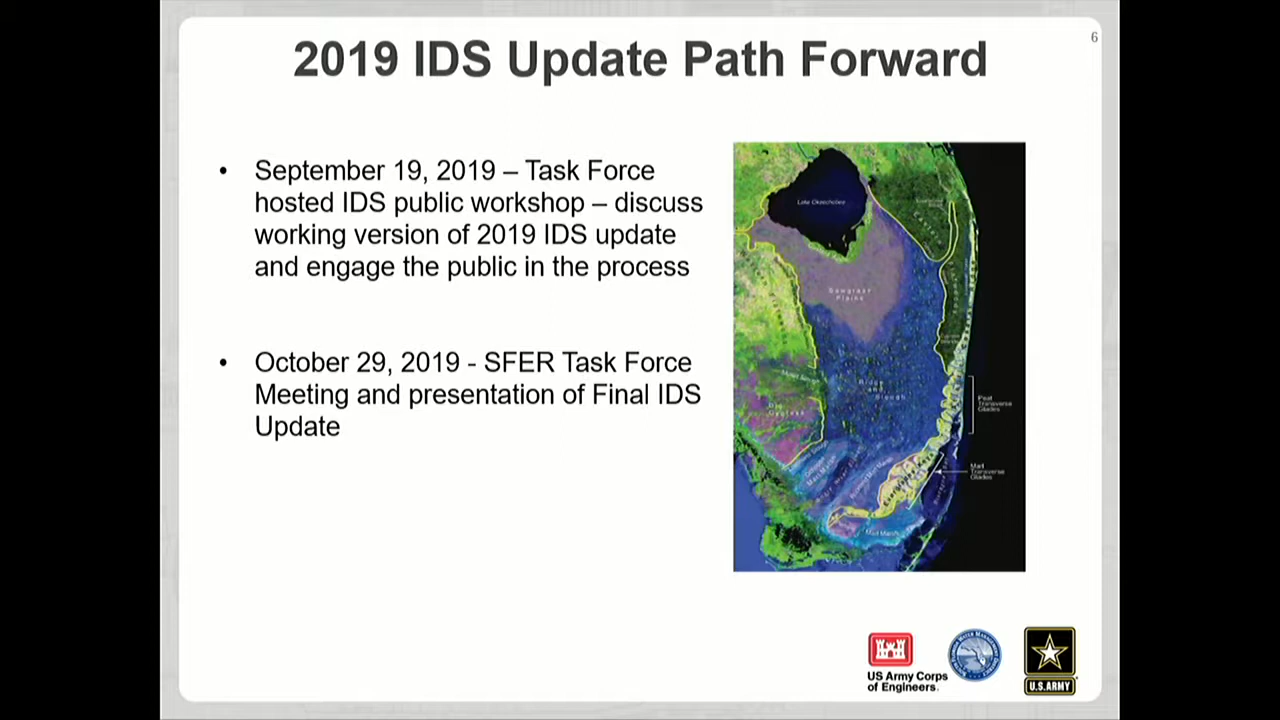 6
2019 IDS Update Path Forward
• September 19, 2019 – Task Force
hosted IDS public workshop – discuss
working version of 2019 IDS update
and engage the public in the process
• October 29, 2019 - SFER Task Force
Meeting and presentation of Final IDS
Update
Lake Okeechobee
Sawgrass
Plains
Ridge
and
Slough
Big
Cypress
Peat
Transverse
Glades
Marl
Transverse
Glades
Marl Marsh
US Army Corps
of Engineers.
U.S.ARMY